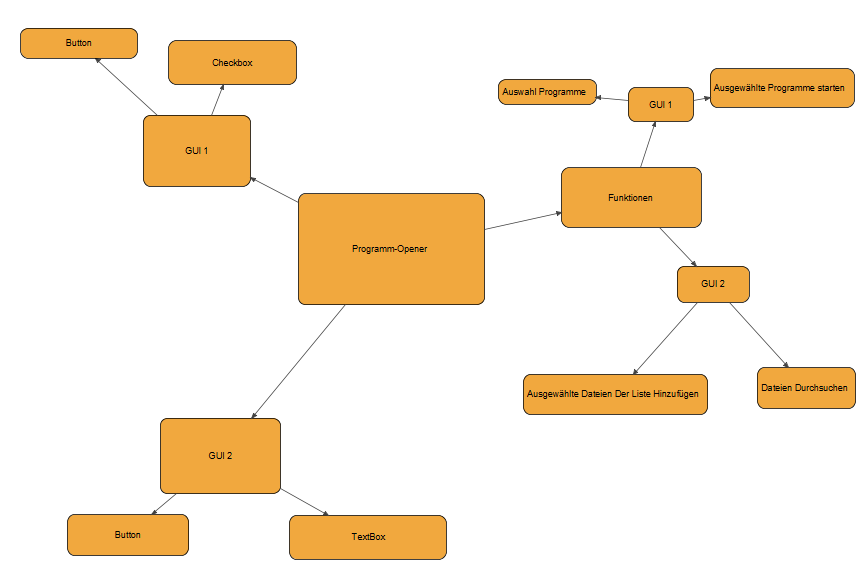 Button
Checkbox
GUI 1
Auswahl Programme
GUI 1
Ausgewählte Programme starten
Funktionen
Programm-Opener
GUI 2
Ausgewählte Dateien Der Liste Hinzufügen
Dateien Durchsuchen
GUI 2
Button
TextBox